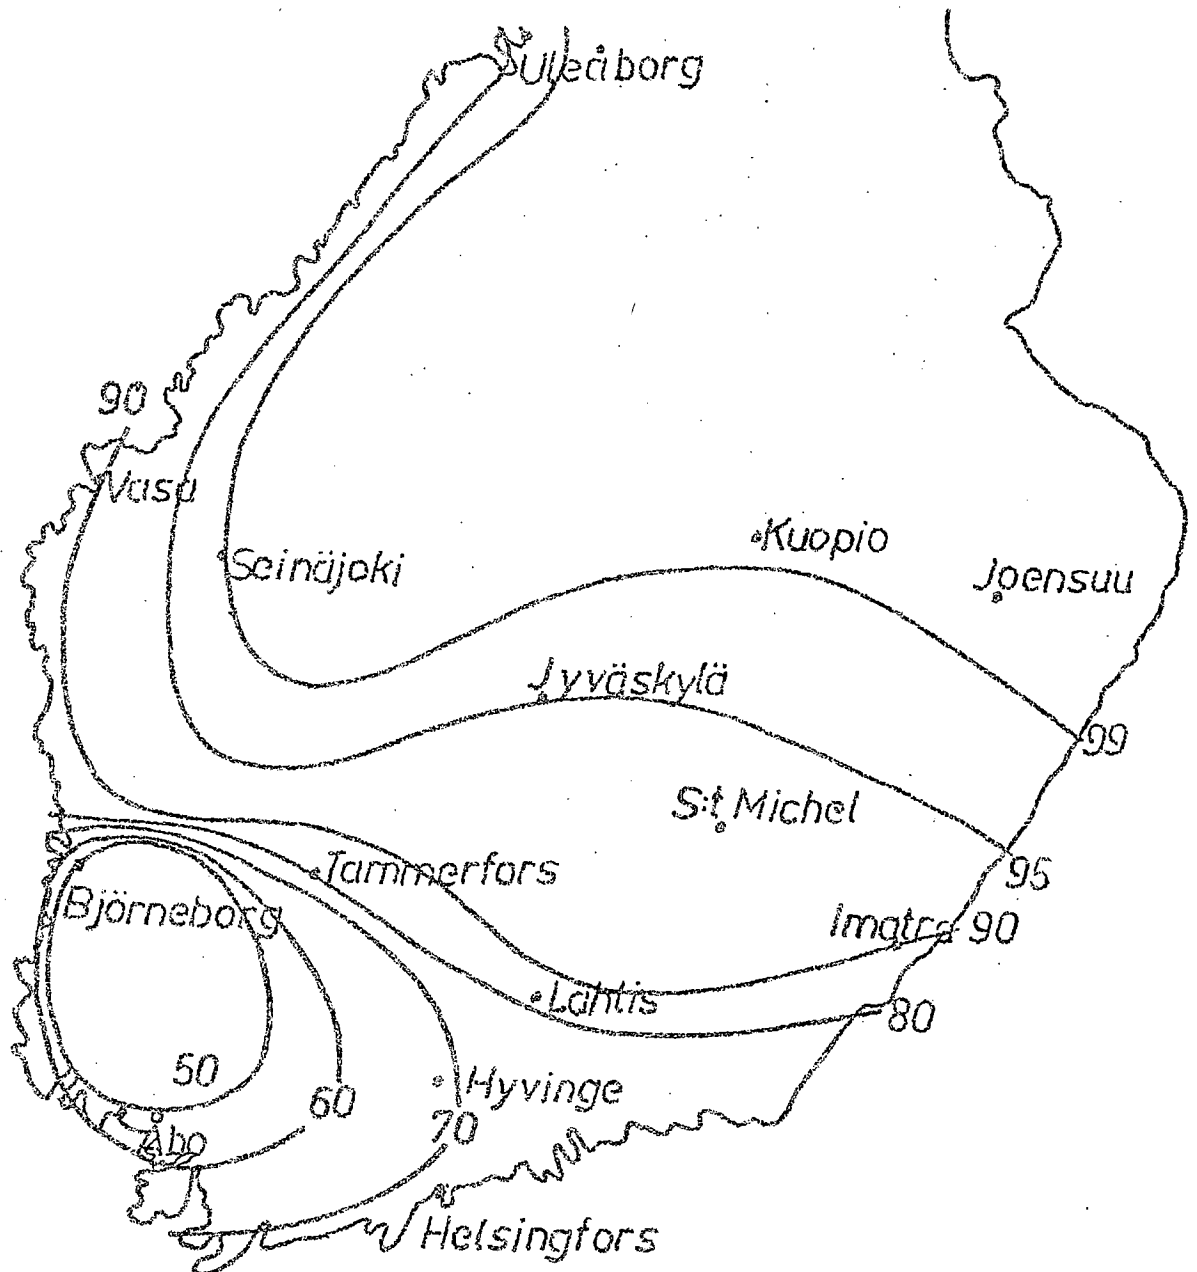 Uleåborg
90
Vasa
Kuopio
Seinäjoki
Joensuu
Jyväskylä
99
S:t Michel
Tammerfors
95
Björneborg
Imatra 90
Lahtis
80
50
Hyvinge
60
70
Åbo
Helsingfors